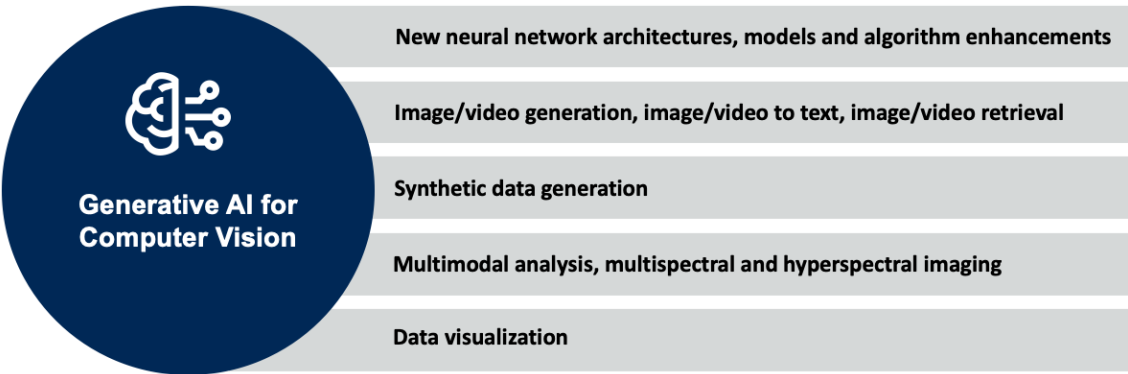 Generative AI for
Computer Vision
New neural network architectures, models and algorithm enhancements
Image/video generation, image/video to text, image/video retrieval
Synthetic data generation
Multimodal analysis, multispectral and hyperspectral imaging
Data visualization